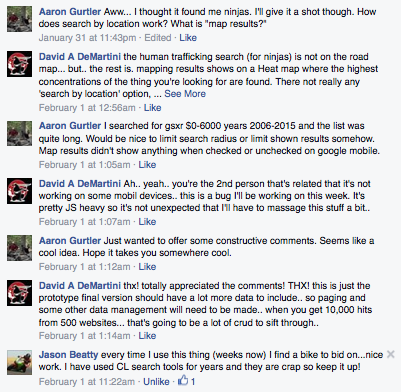 Aaron Gurtler Aww... I thought it found me ninjas. I'll give it a shot though. How
does search by location work? What is "map results?"
January 31 at 11:43pm · Edited · Like
David A DeMartini the human trafficking search (for ninjas) is not on the road
map... but.. the rest is. mapping results shows on a Heat map where the highest
concentrations of the thing you're looking for are found. There not really any
'search by location' option, ... See More
February 1 at 12:56am · Like
Aaron Gurtler I searched for gsxr $0-6000 years 2006-2015 and the list was
quite long. Would be nice to limit search radius or limit shown results somehow.
Map results didn't show anything when checked or unchecked on google mobile.
February 1 at 1:05am · Like
David A DeMartini Ah.. yeah.. you're the 2nd person that's related that it's not
working on some mobil devices.. this is a bug I'll be working on this week. It's
pretty JS heavy so it's not unexpected that I'll have to massage this stuff a bit..
February 1 at 1:07am · Like
Aaron Gurtler Just wanted to offer some constructive comments. Seems like a
cool idea. Hope it takes you somewhere cool.
February 1 at 1:12am · Like
David A DeMartini thx! totally appreciated the comments! THX! this is just the
prototype final version should have a lot more data to include.. so paging and
some other data management will need to be made.. when you get 10,000 hits
from 500 websites... that's going to be a lot of crud to sift through..
February 1 at 1:14am · Like
Jason Beatty every time I use this thing (weeks now) I find a bike to bid on...nice
work. I have used CL search tools for years and they are crap so keep it up!
February 1 at 11:22am · Unlike · 1